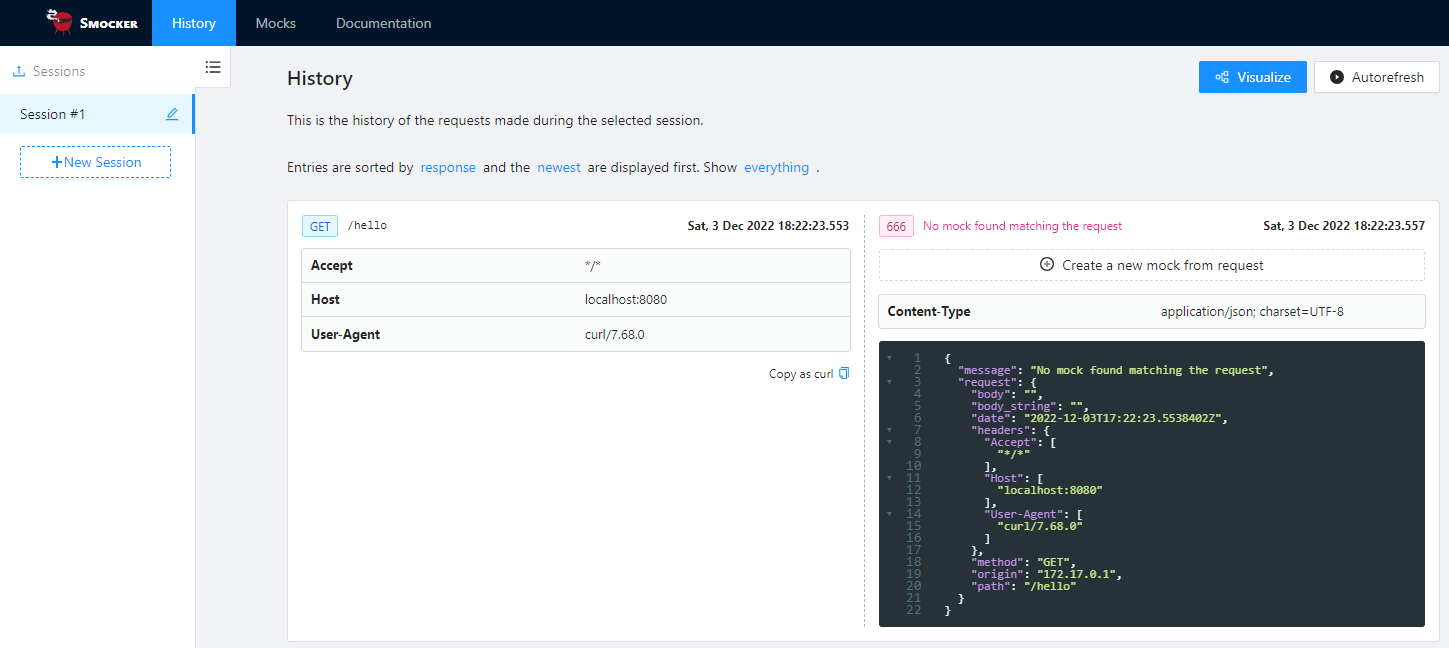 SMOCKER History Mocks Documentation
Sessions
Session #1
+New Session
History
Visualize Autorefresh
This is the history of the requests made during the selected session.
Entries are sorted by response and the newest are displayed first. Show everything .
GET /hello Sat, 3 Dec 2022 18:22:23.553
Accept */*
Host localhost:8080
User-Agent curl/7.68.0
Copy as curl
666 No mock found matching the request Sat, 3 Dec 2022 18:22:23.557
Create a new mock from request
Content-Type application/json; charset=UTF-8
1 {
2 "message": "No mock found matching the request",
3 "request": {
4 "body": "",
5 "body_string": "",
6 "date": "2022-12-03T17:22:23.5538402Z",
7 "headers": {
8 "Accept": [
9 "*/*"
10 ],
11 "Host": [
12 "localhost:8080"
13 ],
14 "User-Agent": [
15 "curl/7.68.0"
16 ]
17 },
18 "method": "GET",
19 "origin": "172.17.0.1",
20 "path": "/hello"
21 }
22 }